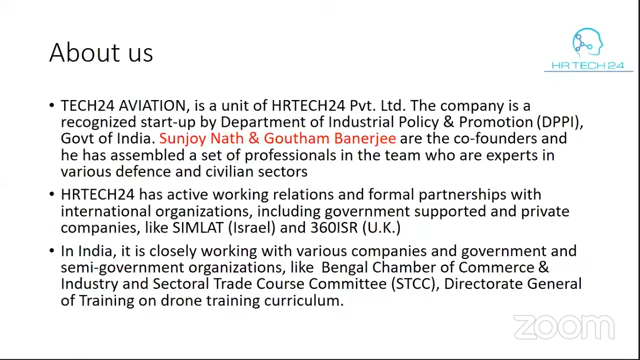 About us
HR TECH 24
• TECH24 AVIATION, is a unit of HRTECH24 Pvt. Ltd. The company is a
recognized start-up by Department of Industrial Policy & Promotion (DPPI),
Govt of India. Sunjoy Nath & Goutham Banerjee are the co-founders and
he has assembled a set of professionals in the team who are experts in
various defence and civilian sectors
• HRTECH24 has active working relations and formal partnerships with
international organizations, including government supported and private
companies, like SIMLAT (Israel) and 360ISR (U.K.)
• In India, it is closely working with various companies and government and
semi-government organizations, like Bengal Chamber of Commerce &
Industry and Sectoral Trade Course Committee (STCC), Directorate General
of Training on drone training curriculum.
zoom